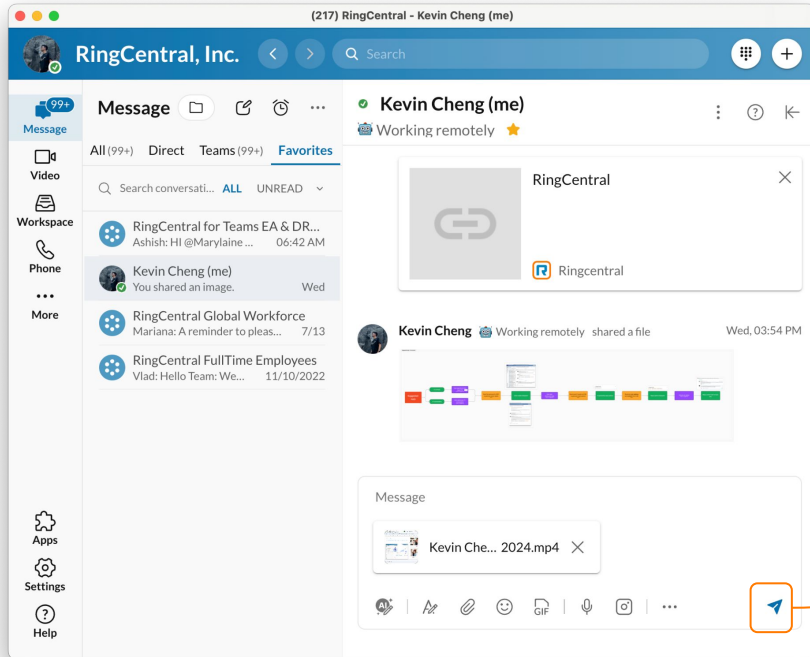 (217) RingCentral - Kevin Cheng (me)
RingCentral, Inc.
Search
99+
Message
Video
Workspace
Phone
More
Apps
Settings
Help
Message
All (99+) Direct Teams (99+) Favorites
Search conversati... ALL UNREAD
RingCentral for Teams EA & DR...
Ashish: HI @Marylaine ... 06:42 AM
Kevin Cheng (me)
You shared an image. Wed
RingCentral Global Workforce
Mariana: A reminder to pleas... 7/13
RingCentral FullTime Employees
Vlad: Hello Team: We... 11/10/2022
Kevin Cheng (me)
Working remotely
RingCentral
Ringcentral
Kevin Cheng Working remotely shared a file Wed, 03:54 PM
Message
Kevin Che... 2024.mp4
AI
GIF